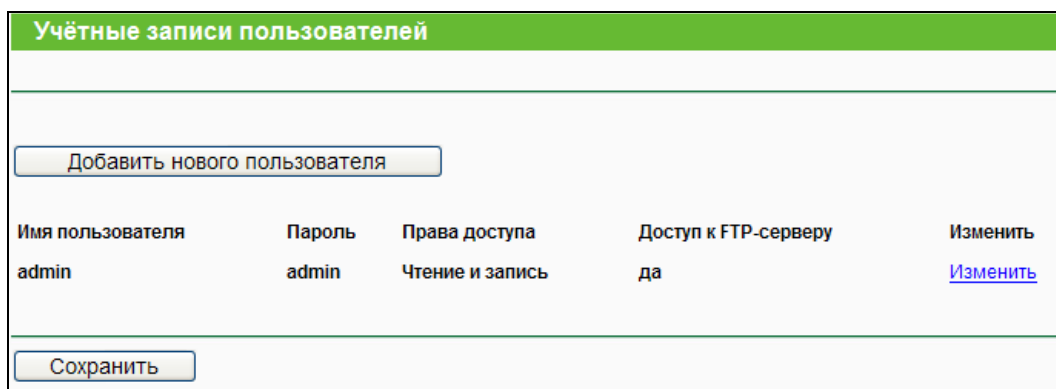 Учётные записи пользователей
Добавить нового пользователя
Имя пользователя Пароль Права доступа Доступ к FTP-серверу Изменить
admin admin Чтение и запись да Изменить
Сохранить